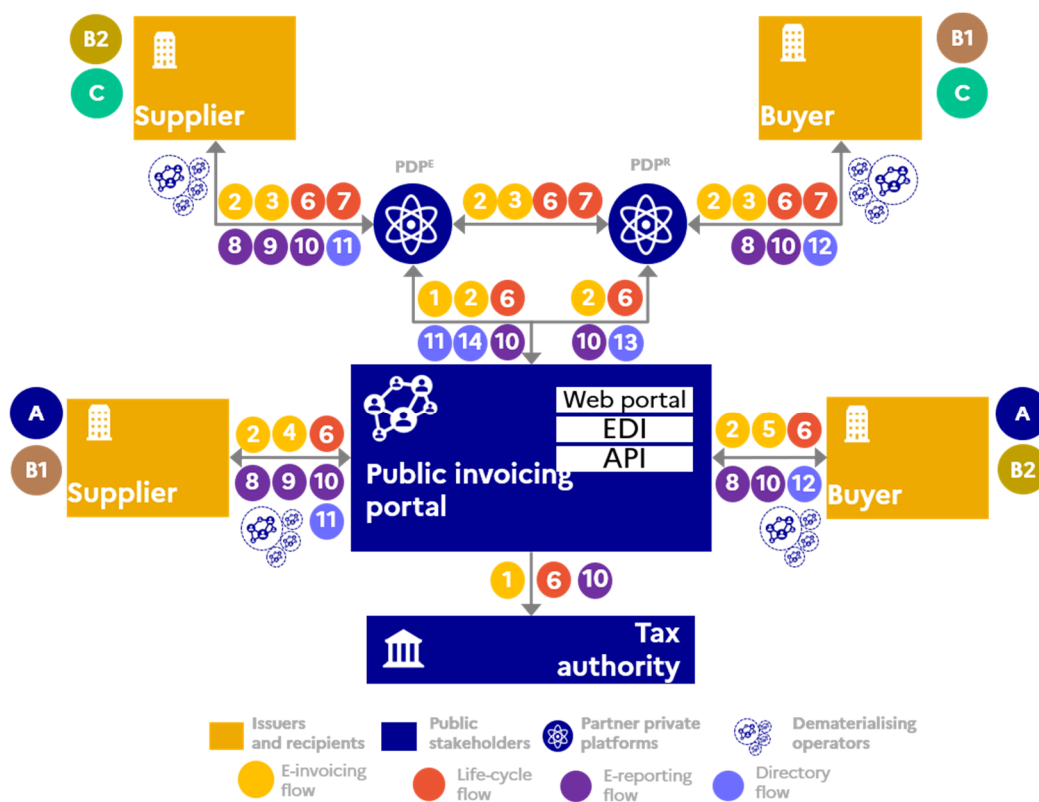 B2
C
Supplier
B1
C
Buyer
PDPᴱ
PDPᴿ
2 3 6 7
8 9 10 11
2 3 6 7
2 3 6 7
8 10 12
1 2 6
11 14 10
2 6
10 13
A
B1
Supplier
2 4 6
8 9 10
11
Public invoicing
portal
Web portal
EDI
API
2 5 6
8 10 12
Buyer
A
B2
1 6 10
Tax
authority
Issuers
and recipients
Public
stakeholders
Partner private
platforms
Dematerialising
operators
E-invoicing
flow
Life-cycle
flow
E-reporting flow
Directory
flow